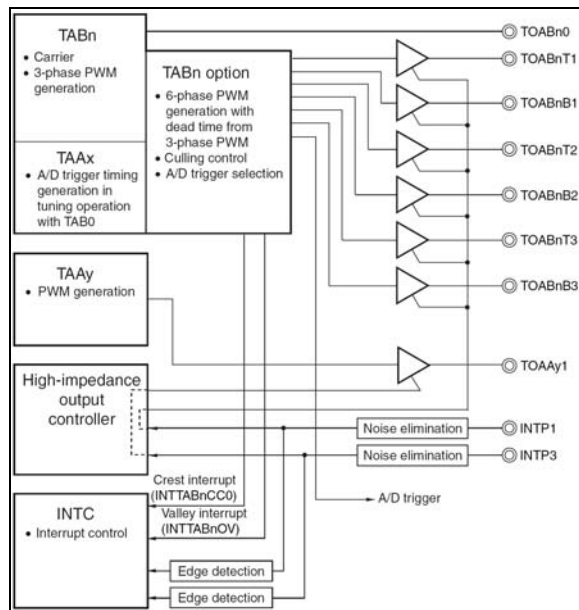 TABn
• Carrier
• 3-phase PWM
generation
TAAx
• A/D trigger timing
generation in
tuning operation
with TAB0
TABn option
• 6-phase PWM
generation with
dead time from
3-phase PWM
• Culling control
• A/D trigger selection
TOABn0
TOABnT1
TOABnB1
TOABnT2
TOABnB2
TOABnT3
TOABnB3
TAAy
• PWM generation
TOAAy1
High-impedance
output
controller
Noise elimination
INTP1
Noise elimination
INTP3
Crest interrupt
(INTTABnCC0)
Valley interrupt
(INTTABnOV)
A/D trigger
INTC
• Interrupt control
Edge detection
Edge detection